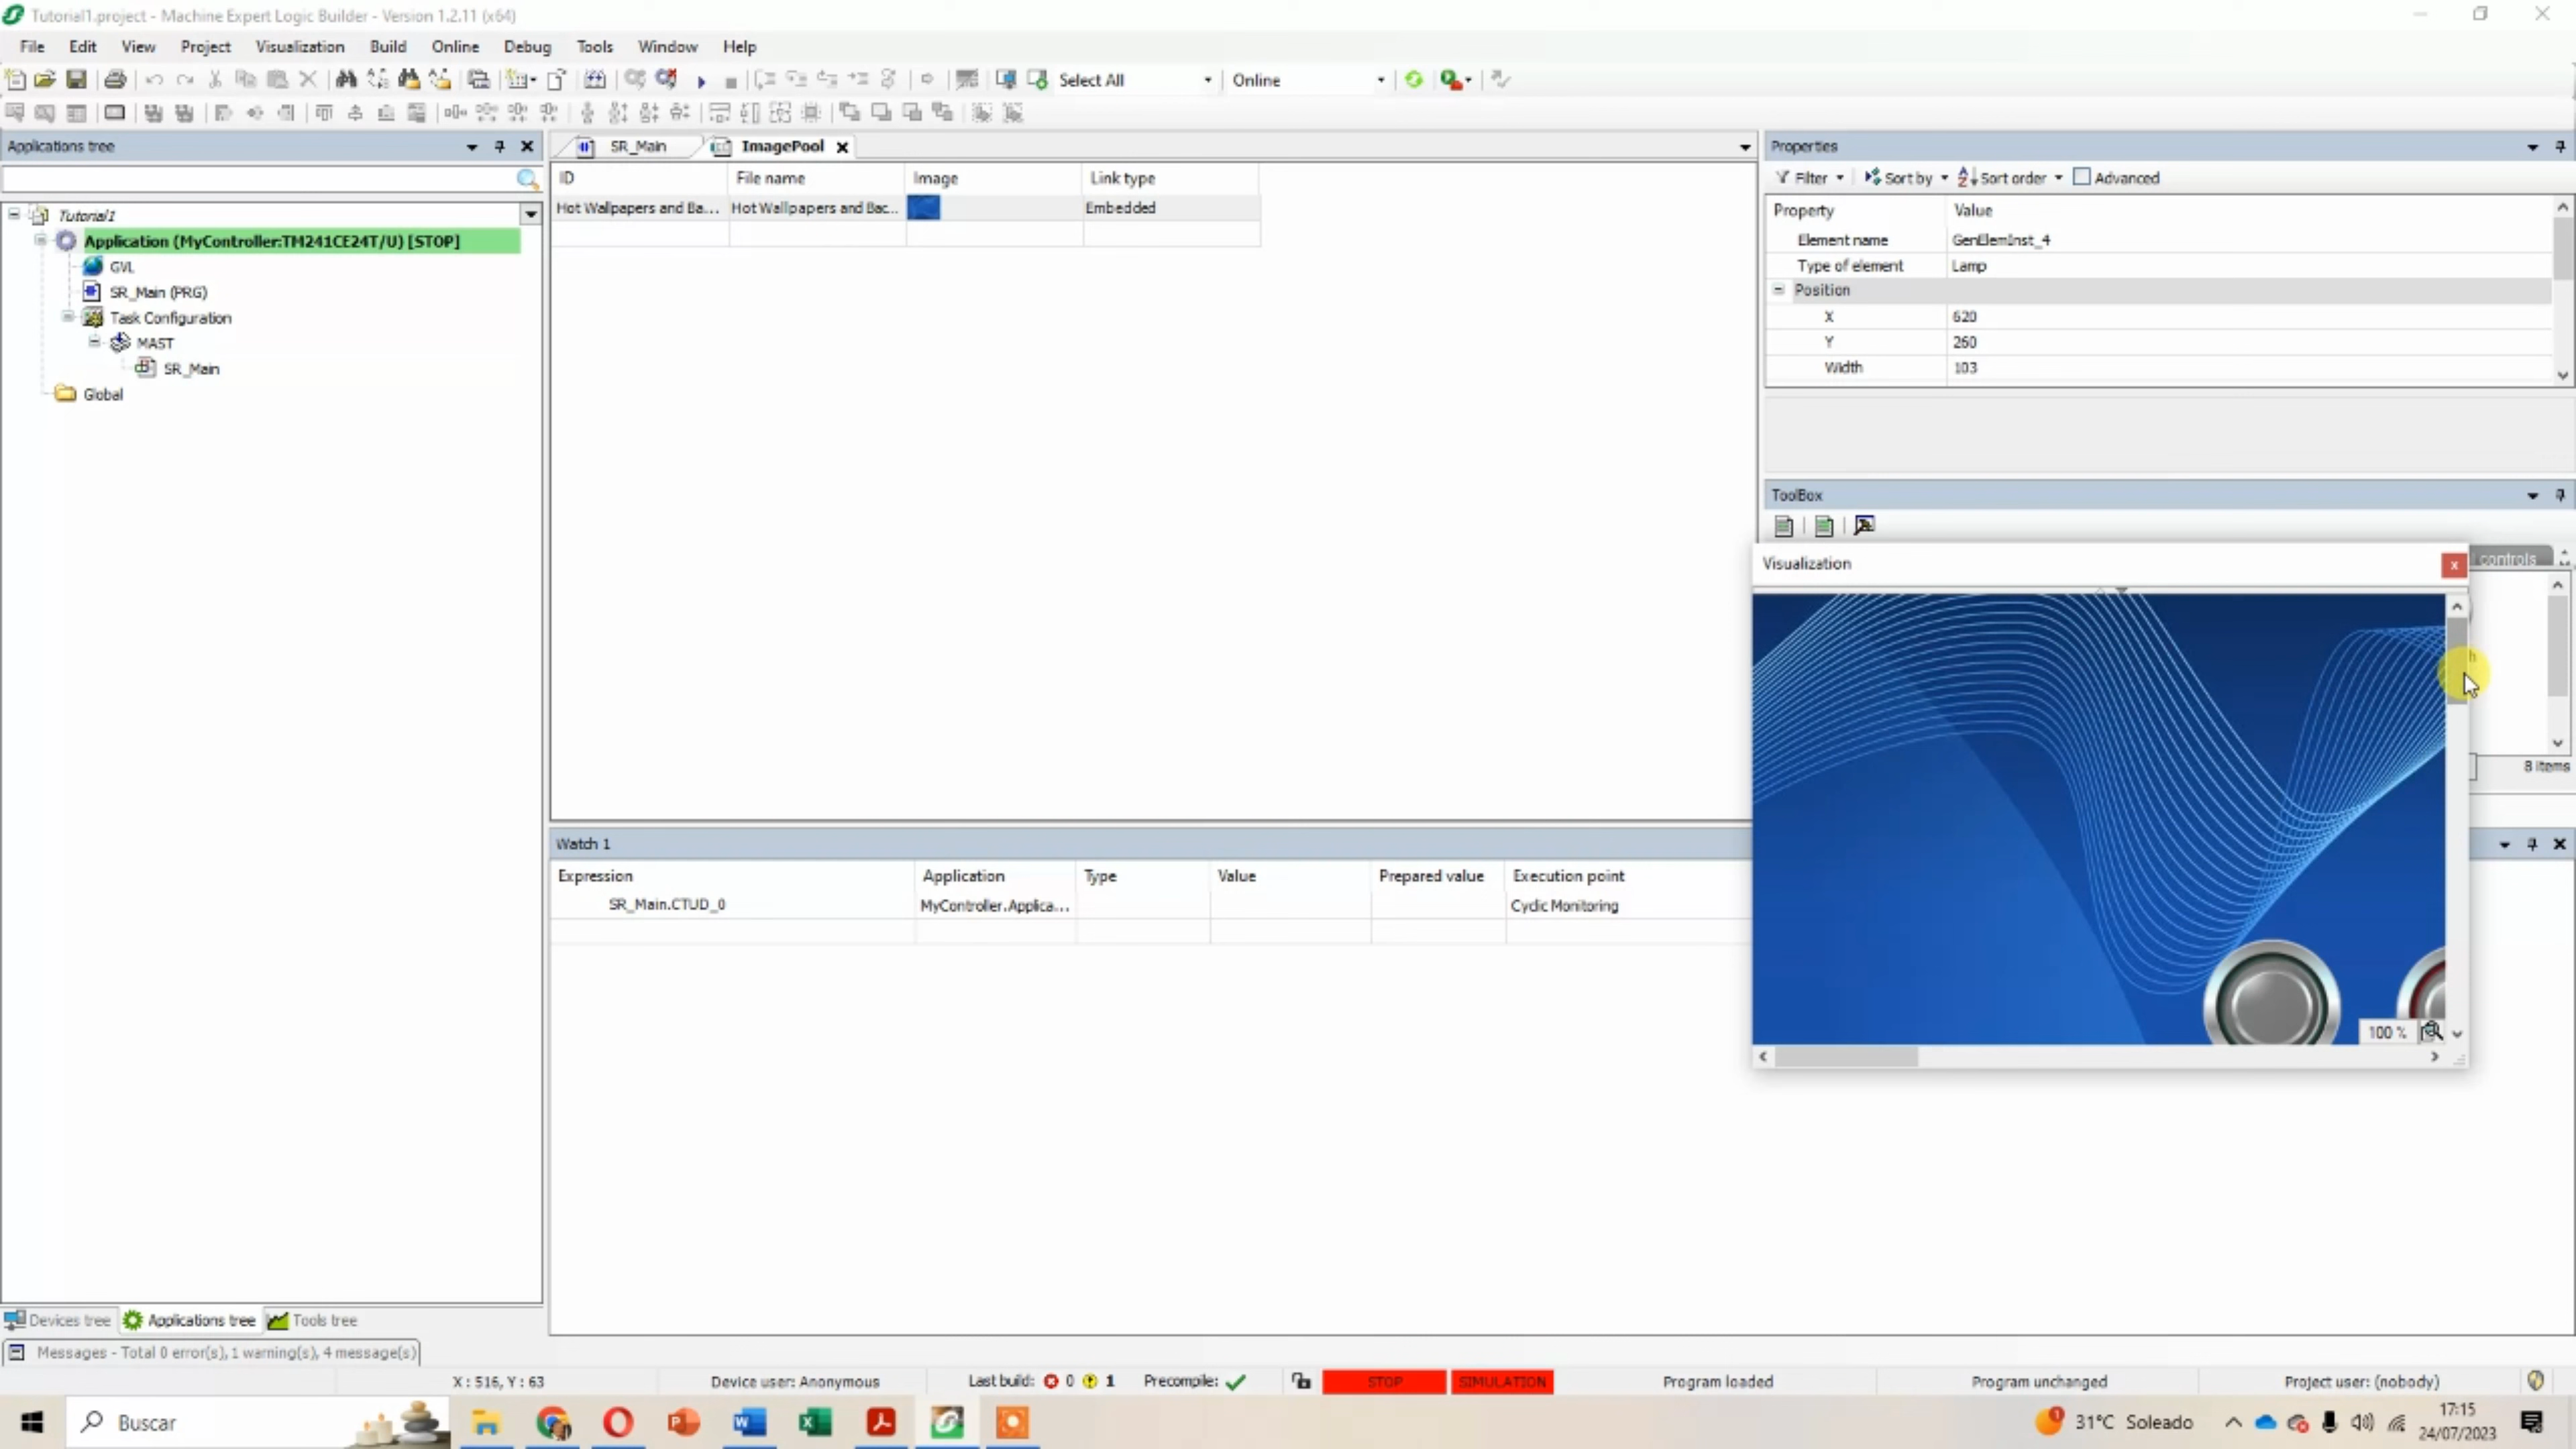 Tutorial1.project - Machine Expert Logic Builder - Version 1.2.11 (x64)
File Edit View Project Visualization Build Online Debug Tools Window Help
Select All Online
Applications tree
SR_Main ImagePool
Properties
ID File name Image Link type
Filter Sort by Sort order Advanced
Hot Wallpapers and Ba... Hot Wallpapers and Bac... Embedded
Property Value
Tutorial1
Element name GenElemInst_4
Application (MyController:TM241CE24T/U) [STOP]
Type of element Lamp
GVL
Position
SR_Main (PRG)
X 620
Task Configuration
Y 260
MAST
Width 103
SR_Main
Global
ToolBox
Visualization
controls
8 items
100 %
Watch 1
Expression Application Type Value Prepared value Execution point
SR_Main.CTUD_0 MyController.Applica... Cyclic Monitoring
Devices tree Applications tree Tools tree
Messages - Total 0 error(s), 1 warning(s), 4 message(s)
X : 516, Y : 63 Device user: Anonymous Last build: 0 1 Precompile: STOP SIMULATION Program loaded Program unchanged Project user: (nobody)
Buscar
1 31°C Soleado
17:15
24/07/2023